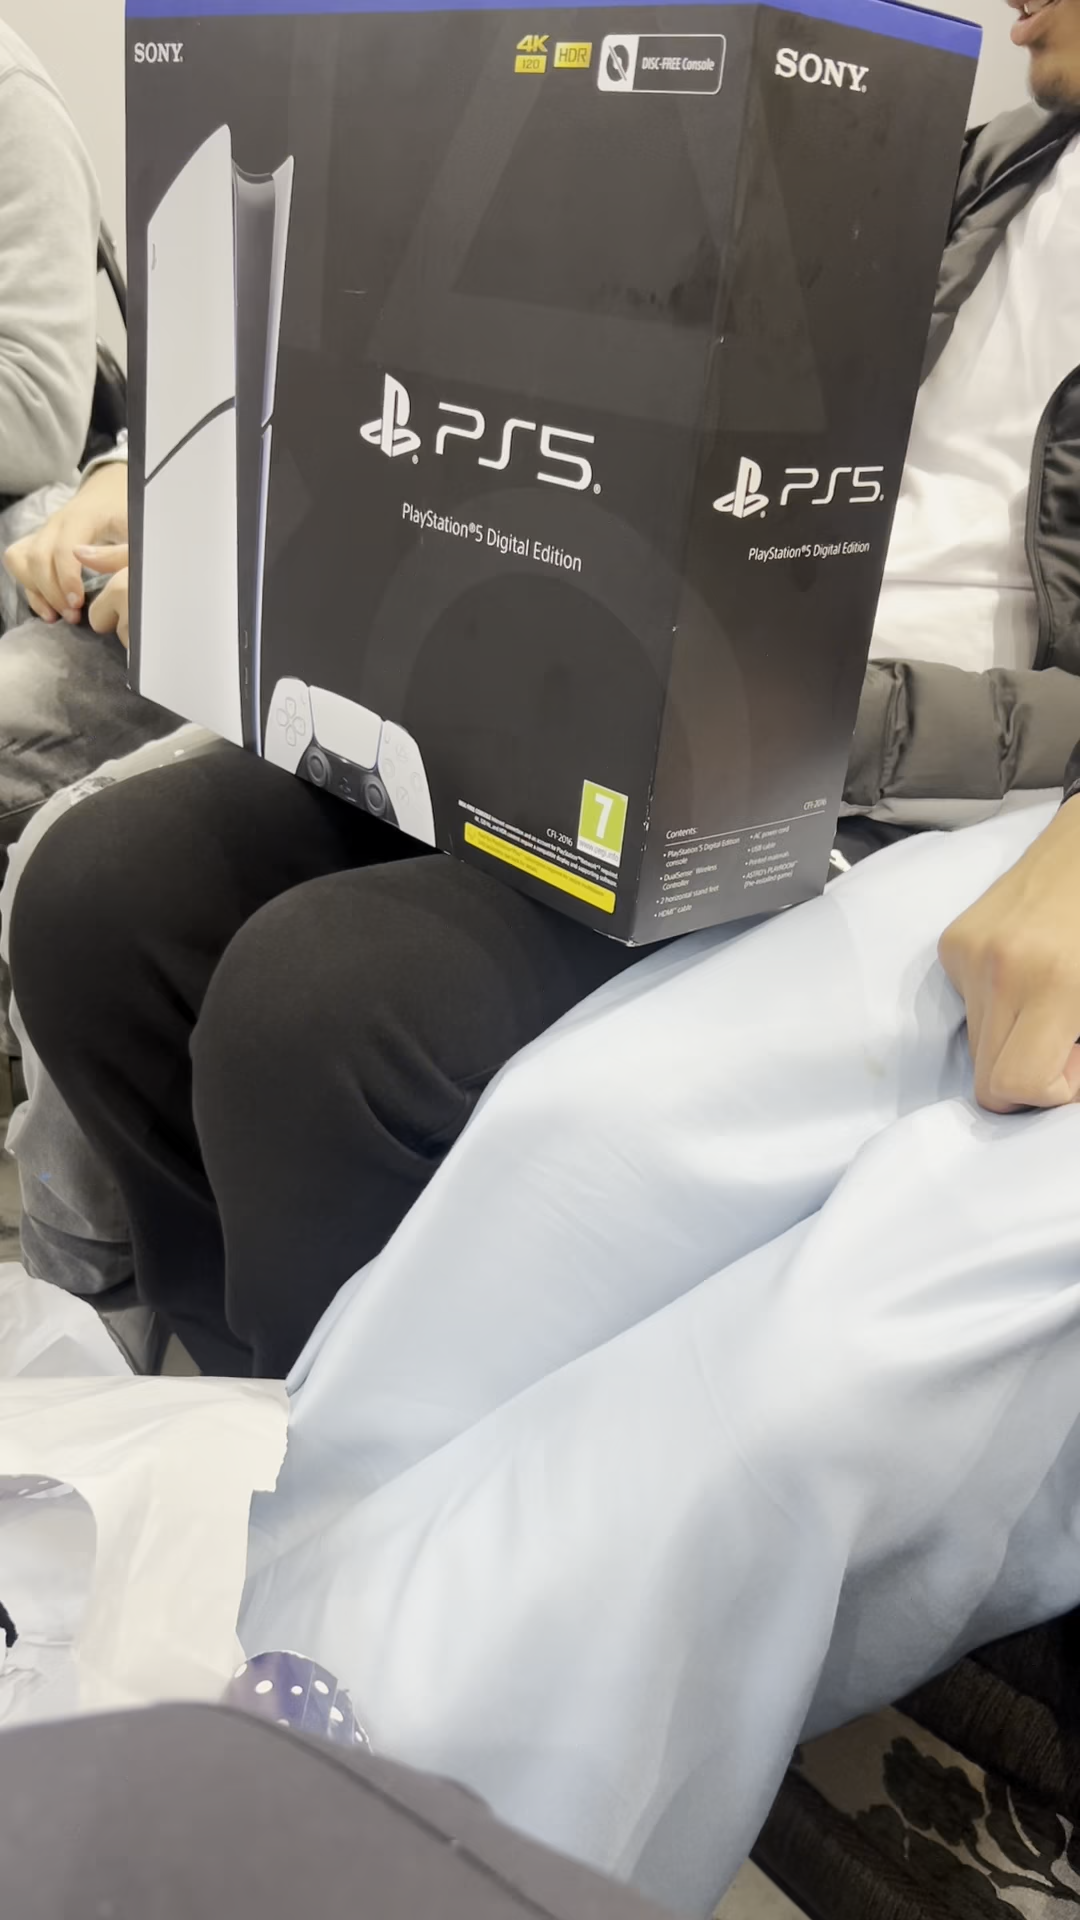 SONY
4K
120
HDR
DISC-FREE Console
SONY
PS5
PlayStation®5 Digital Edition
PS5
PlayStation®5 Digital Edition
7
CFI-2016
CFI-2016
Contents:
• PlayStation®5 Digital Edition
console
• DualSense™ Wireless
Controller
• 2 horizontal stand feet
• HDMI™ cable
• AC power cord
• USB cable
• Printed materials
• ASTRO's PLAYROOM
(Pre-installed game)